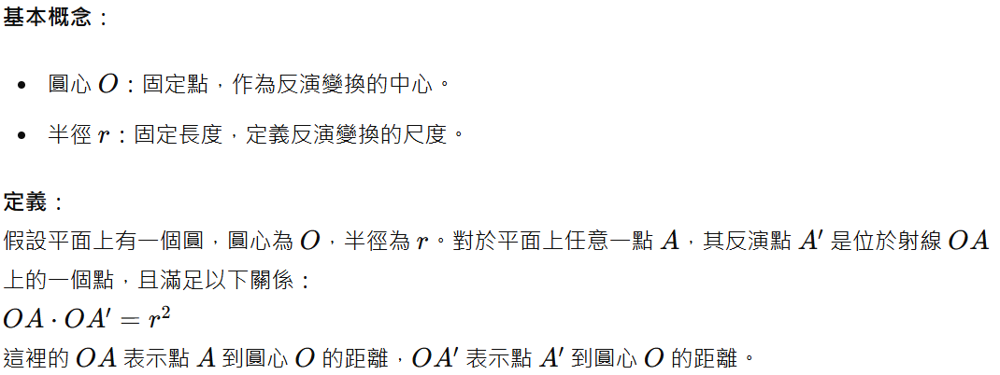 基本概念：
• 圓心 O：固定點，作為反演變換的中心。
• 半徑 r：固定長度，定義反演變換的尺度。
定義：
假設平面上有一個圓，圓心為 O，半徑為 r。對於平面上任意一點 A，其反演點 A′ 是位於射線 OA
上的一個點，且滿足以下關係：
OA · OA′ = r²
這裡的 OA 表示點 A 到圓心 O 的距離，OA′ 表示點 A′ 到圓心 O 的距離。